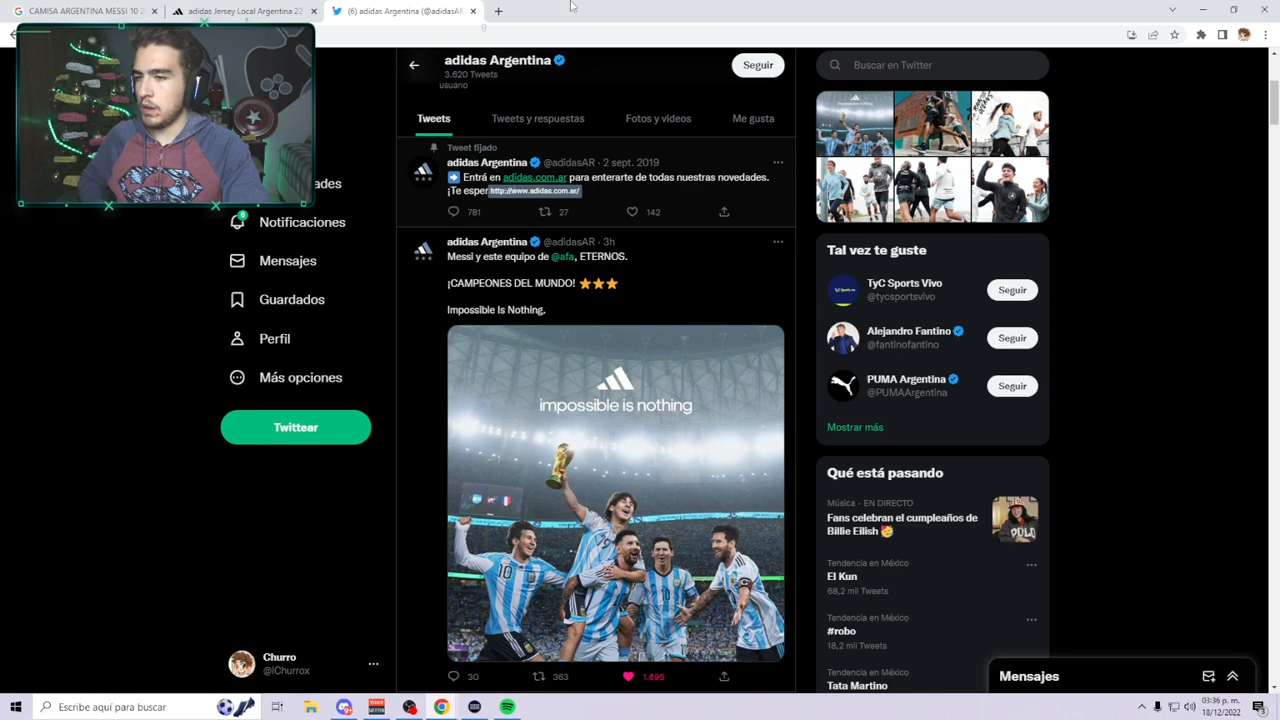 CAMISA ARGENTINA MESSI 10 2
adidas Jersey Local Argentina 22
(6) adidas Argentina (@adidasAR
adidas Argentina
3.620 Tweets
usuario
Seguir
Buscar en Twitter
Tweets
Tweets y respuestas
Fotos y videos
Me gusta
Tweet fijado
adidas Argentina @adidasAR · 2 sept. 2019
➡️ Entrá en adidas.com.ar para enterarte de todas nuestras novedades.
¡Te esper
http://www.adidas.com.ar/
781
27
142
adidas Argentina @adidasAR · 3h
Messi y este equipo de @afa, ETERNOS.
¡CAMPEONES DEL MUNDO! ⭐⭐⭐
Impossible Is Nothing.
impossible is nothing
10
10
30
363
1.695
ades
6
Notificaciones
Mensajes
Guardados
Perfil
Más opciones
Twittear
Churro
@IChurrox
Tal vez te guste
TyC Sports Vivo
@tycsportsvivo
Seguir
Alejandro Fantino
@fantinofantino
Seguir
PUMA Argentina
@PUMAArgentina
Seguir
Mostrar más
Qué está pasando
Música · EN DIRECTO
Fans celebran el cumpleaños de
Billie Eilish 🥳
Tendencia en México
El Kun
68,2 mil Tweets
Tendencia en México
#robo
18,2 mil Tweets
Tendencia en México
Tata Martino
Mensajes
Escribe aquí para buscar
03:36 p. m.
18/12/2022